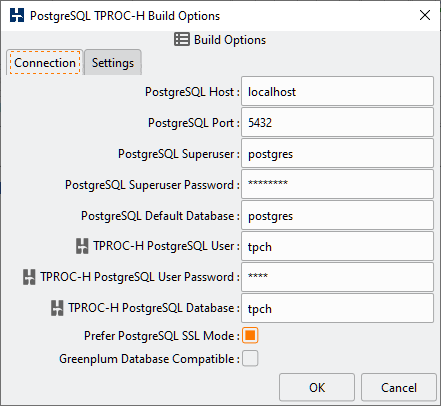 PostgreSQL TPROC-H Build Options
Build Options
Connection Settings
PostgreSQL Host : localhost
PostgreSQL Port : 5432
PostgreSQL Superuser : postgres
PostgreSQL Superuser Password : ********
PostgreSQL Default Database : postgres
TPROC-H PostgreSQL User : tpch
TPROC-H PostgreSQL User Password : ****
TPROC-H PostgreSQL Database : tpch
Prefer PostgreSQL SSL Mode :
Greenplum Database Compatible :
OK Cancel